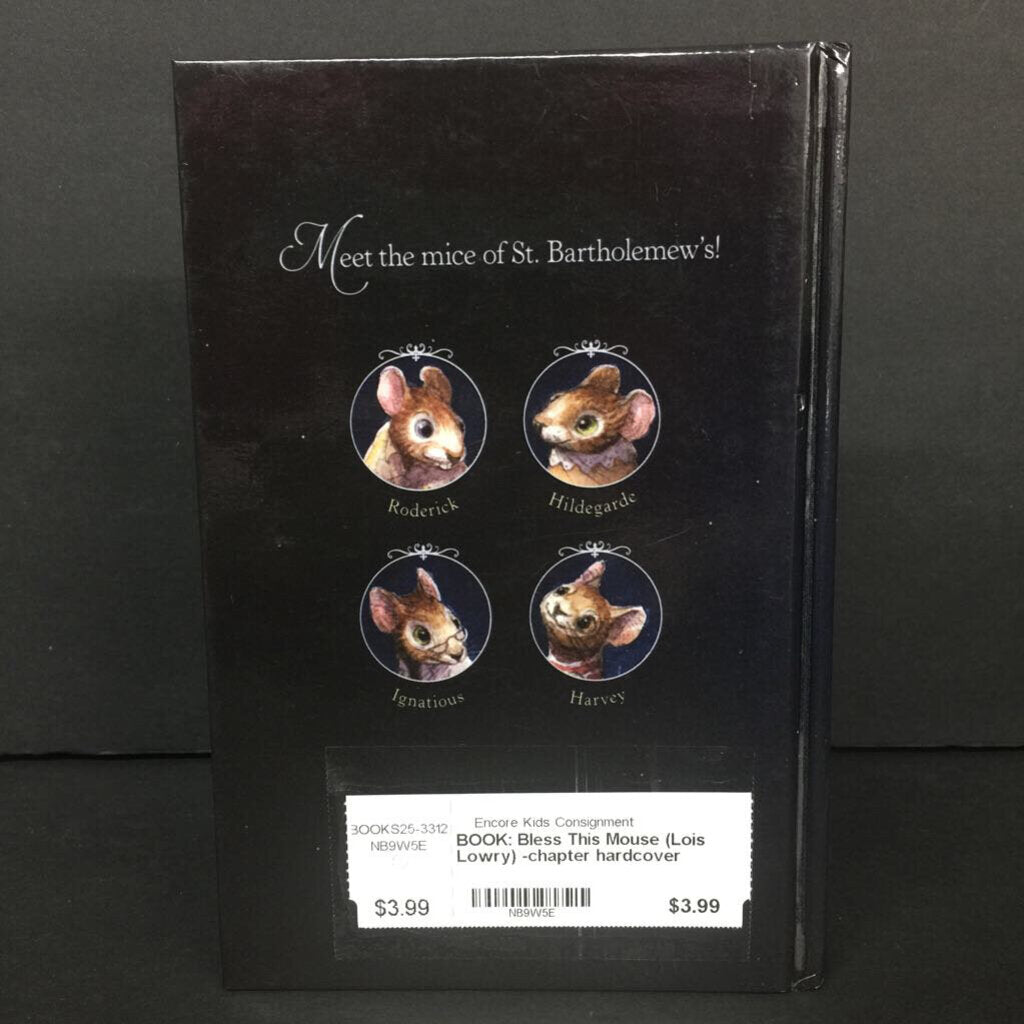 Meet the mice of St. Bartholemew's!
Roderick
Hildegarde
Ignatious
Harvey
BOOKS25-3312
NB9W5E
$3.99
Encore Kids Consignment
BOOK: Bless This Mouse (Lois
Lowry) -chapter hardcover
NB9W5E
$3.99